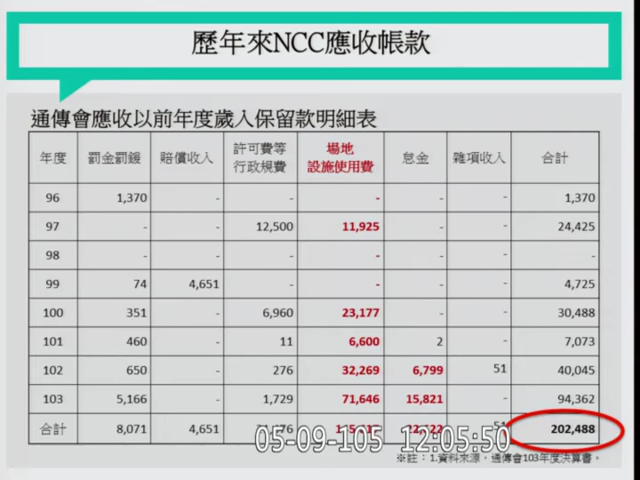 歷年來NCC應收帳款
通傳會應收以前年度歲入保留款明細表
年度 罰金罰鍰 賠償收入 許可費等行政規費 場地設施使用費 怠金 雜項收入 合計
96 1,370 - - - - - 1,370
97 - - 12,500 11,925 - - 24,425
98 - - - - - - -
99 74 4,651 - - - - 4,725
100 351 - 6,960 23,177 - - 30,488
101 460 - 11 6,600 2 - 7,073
102 650 - 276 32,269 6,799 51 40,045
103 5,166 - 1,729 71,646 15,821 - 94,362
合計 8,071 4,651 202,488
05-09-105 12:05:50
※註：1.資料來源，通傳會103年度決算書。